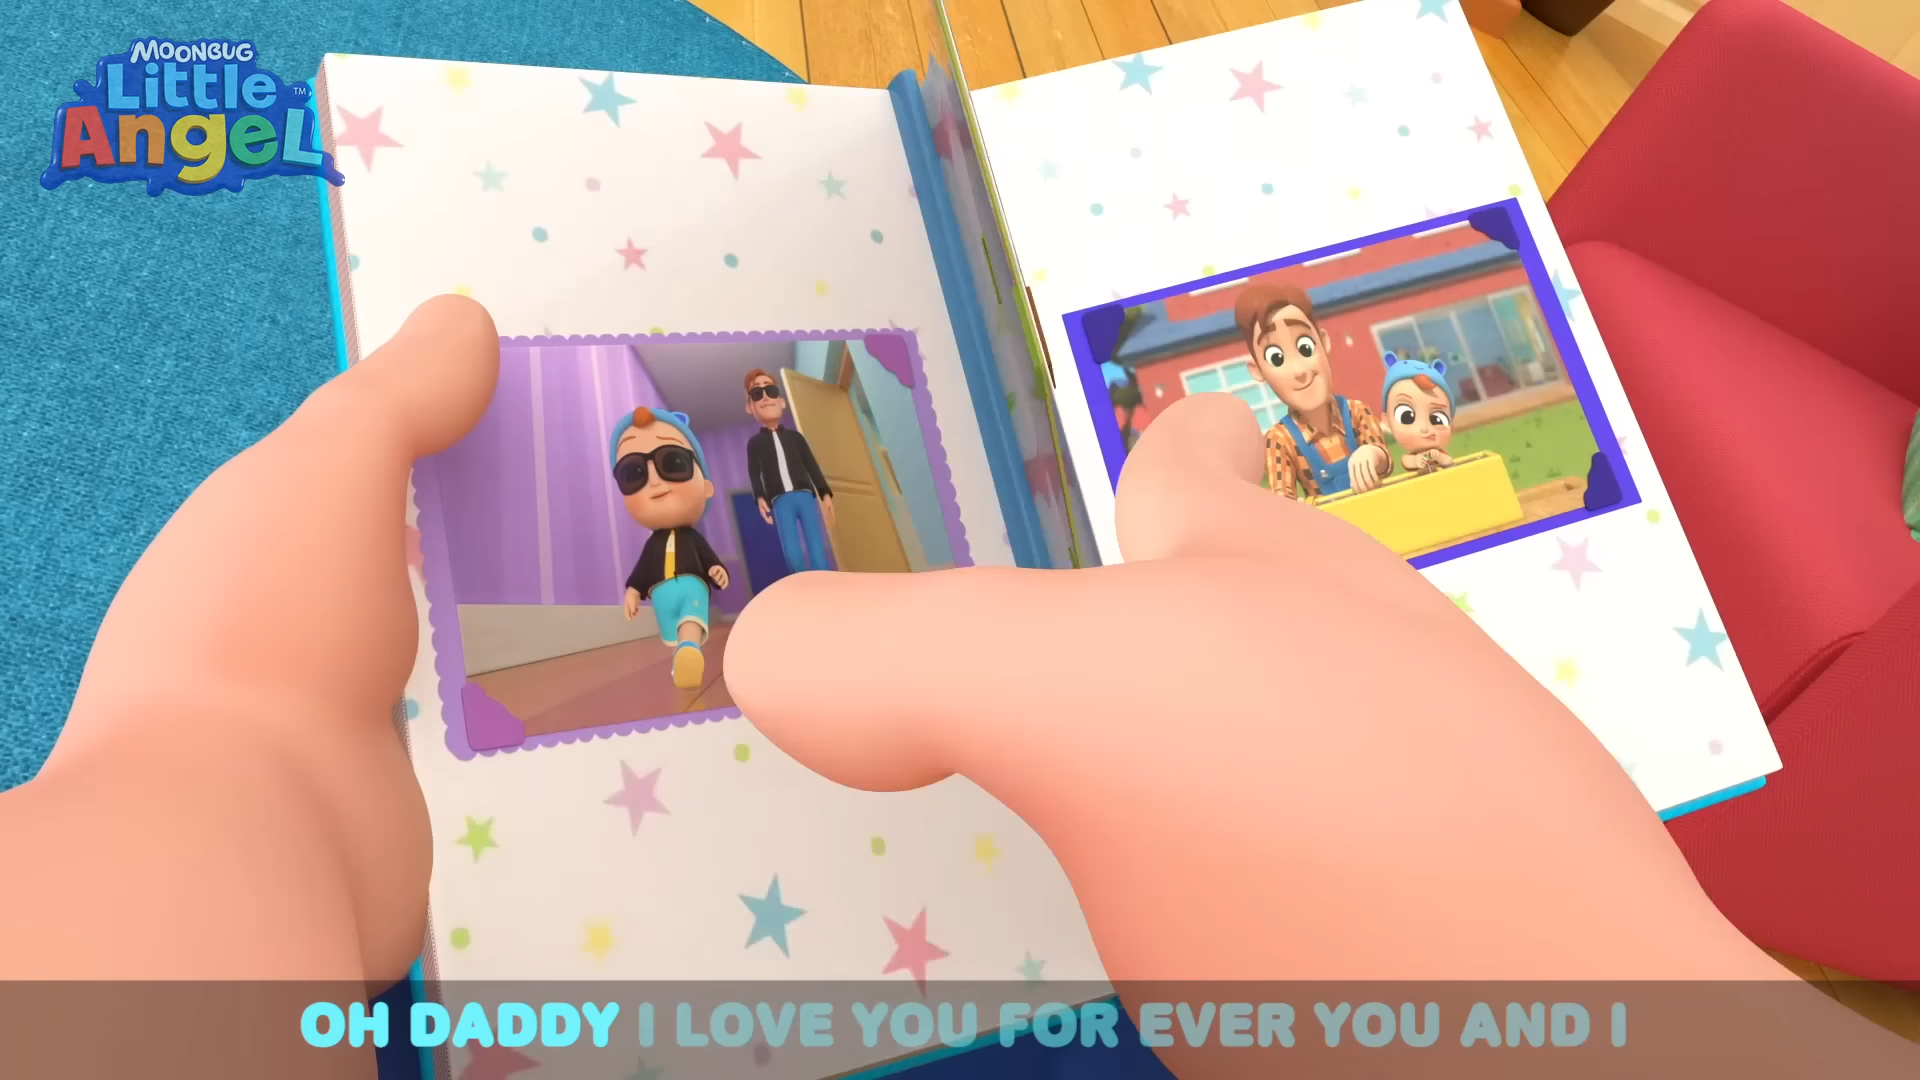 MOONBUG
Little
AngeL
™
OH DADDY I LOVE YOU FOR EVER YOU AND I